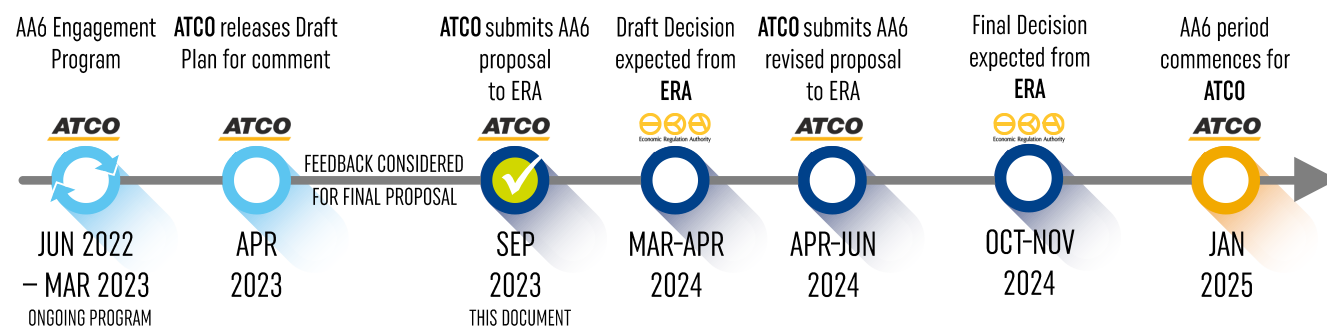 AA6 Engagement
Program
ATCO
JUN 2022
– MAR 2023
ONGOING PROGRAM
ATCO releases Draft
Plan for comment
ATCO
APR
2023
FEEDBACK CONSIDERED
FOR FINAL PROPOSAL
ATCO submits AA6
proposal
to ERA
ATCO
SEP
2023
THIS DOCUMENT
Draft Decision
expected from
ERA
ERA
Economic Regulation Authority
MAR–APR
2024
ATCO submits AA6
revised proposal
to ERA
ATCO
APR–JUN
2024
Final Decision
expected from
ERA
ERA
Economic Regulation Authority
OCT–NOV
2024
AA6 period
commences for
ATCO
ATCO
JAN
2025